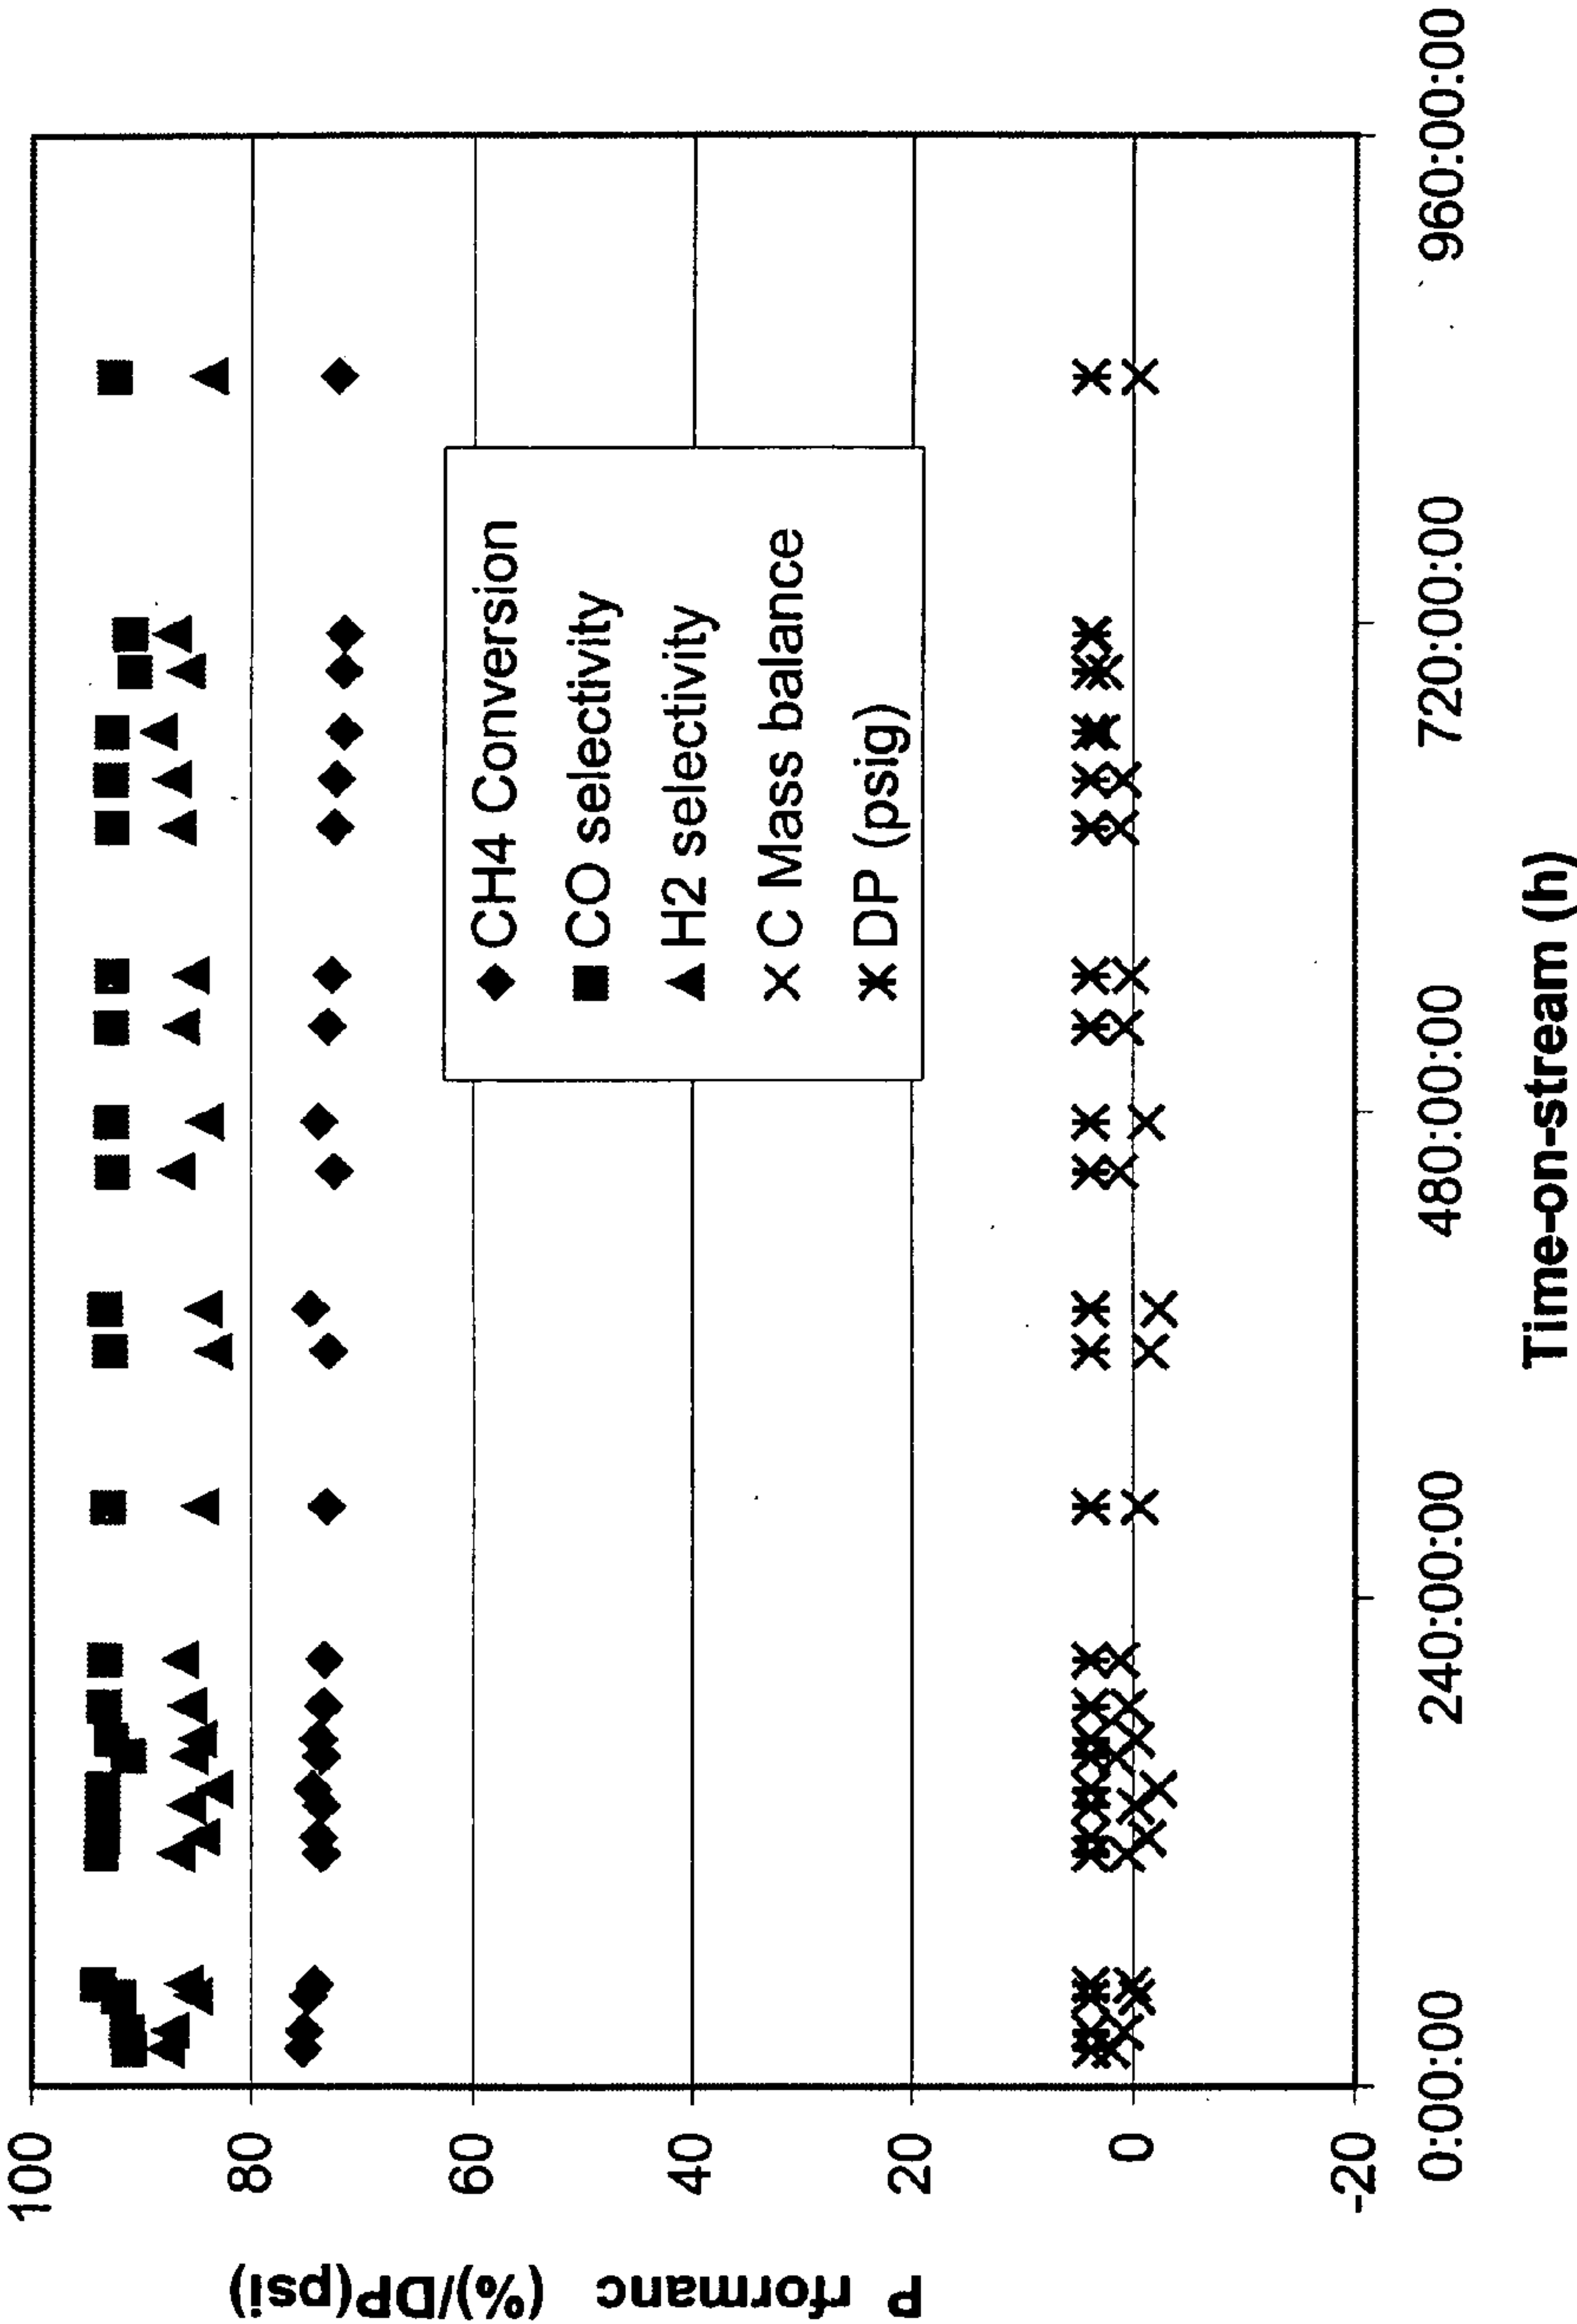 P rformanc (%)/DP(psi)
100
80
60
40
20
0
-20
CH4 Conversion
CO selectivity
H2 selectivity
C Mass balance
DP (psig)
0:00:00 240:00:00 480:00:00 720:00:00 960:00:00
Time-on-stream (h)